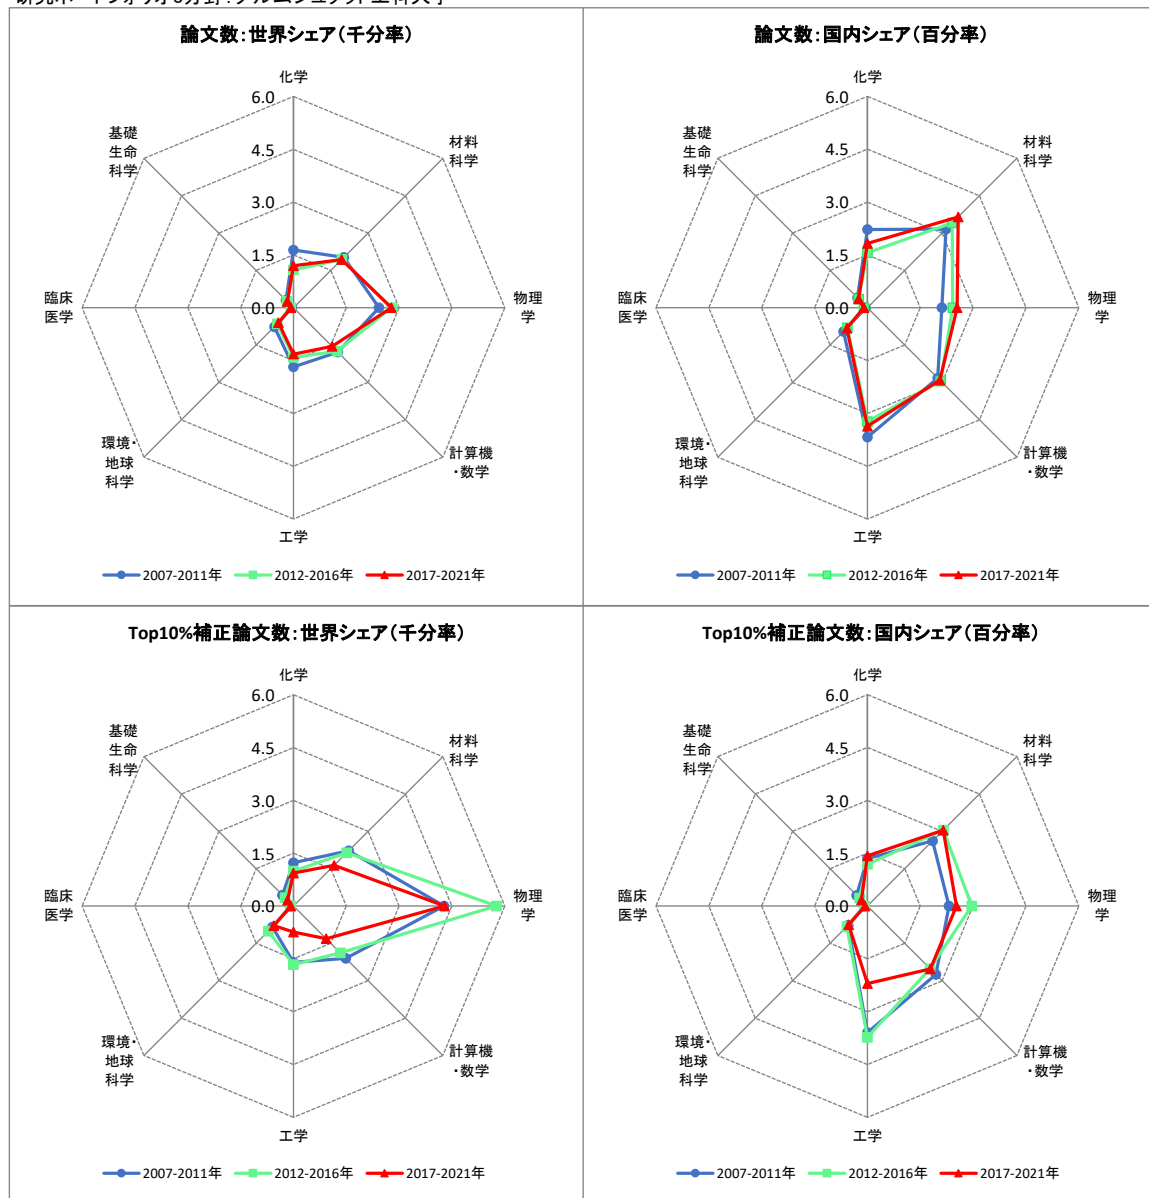 論文数:世界シェア(千分率)
化学
6.0
4.5
3.0
1.5
0.0
材料
科学
物理
学
計算機
・数学
工学
環境・
地球
科学
臨床
医学
基礎
生命
科学
2007-2011年 2012-2016年 2017-2021年
論文数:国内シェア(百分率)
化学
6.0
4.5
3.0
1.5
0.0
材料
科学
物理
学
計算機
・数学
工学
環境・
地球
科学
臨床
医学
基礎
生命
科学
2007-2011年 2012-2016年 2017-2021年
Top10%補正論文数:世界シェア(千分率)
化学
6.0
4.5
3.0
1.5
0.0
材料
科学
物理
学
計算機
・数学
工学
環境・
地球
科学
臨床
医学
基礎
生命
科学
2007-2011年 2012-2016年 2017-2021年
Top10%補正論文数:国内シェア(百分率)
化学
6.0
4.5
3.0
1.5
0.0
材料
科学
物理
学
計算機
・数学
工学
環境・
地球
科学
臨床
医学
基礎
生命
科学
2007-2011年 2012-2016年 2017-2021年